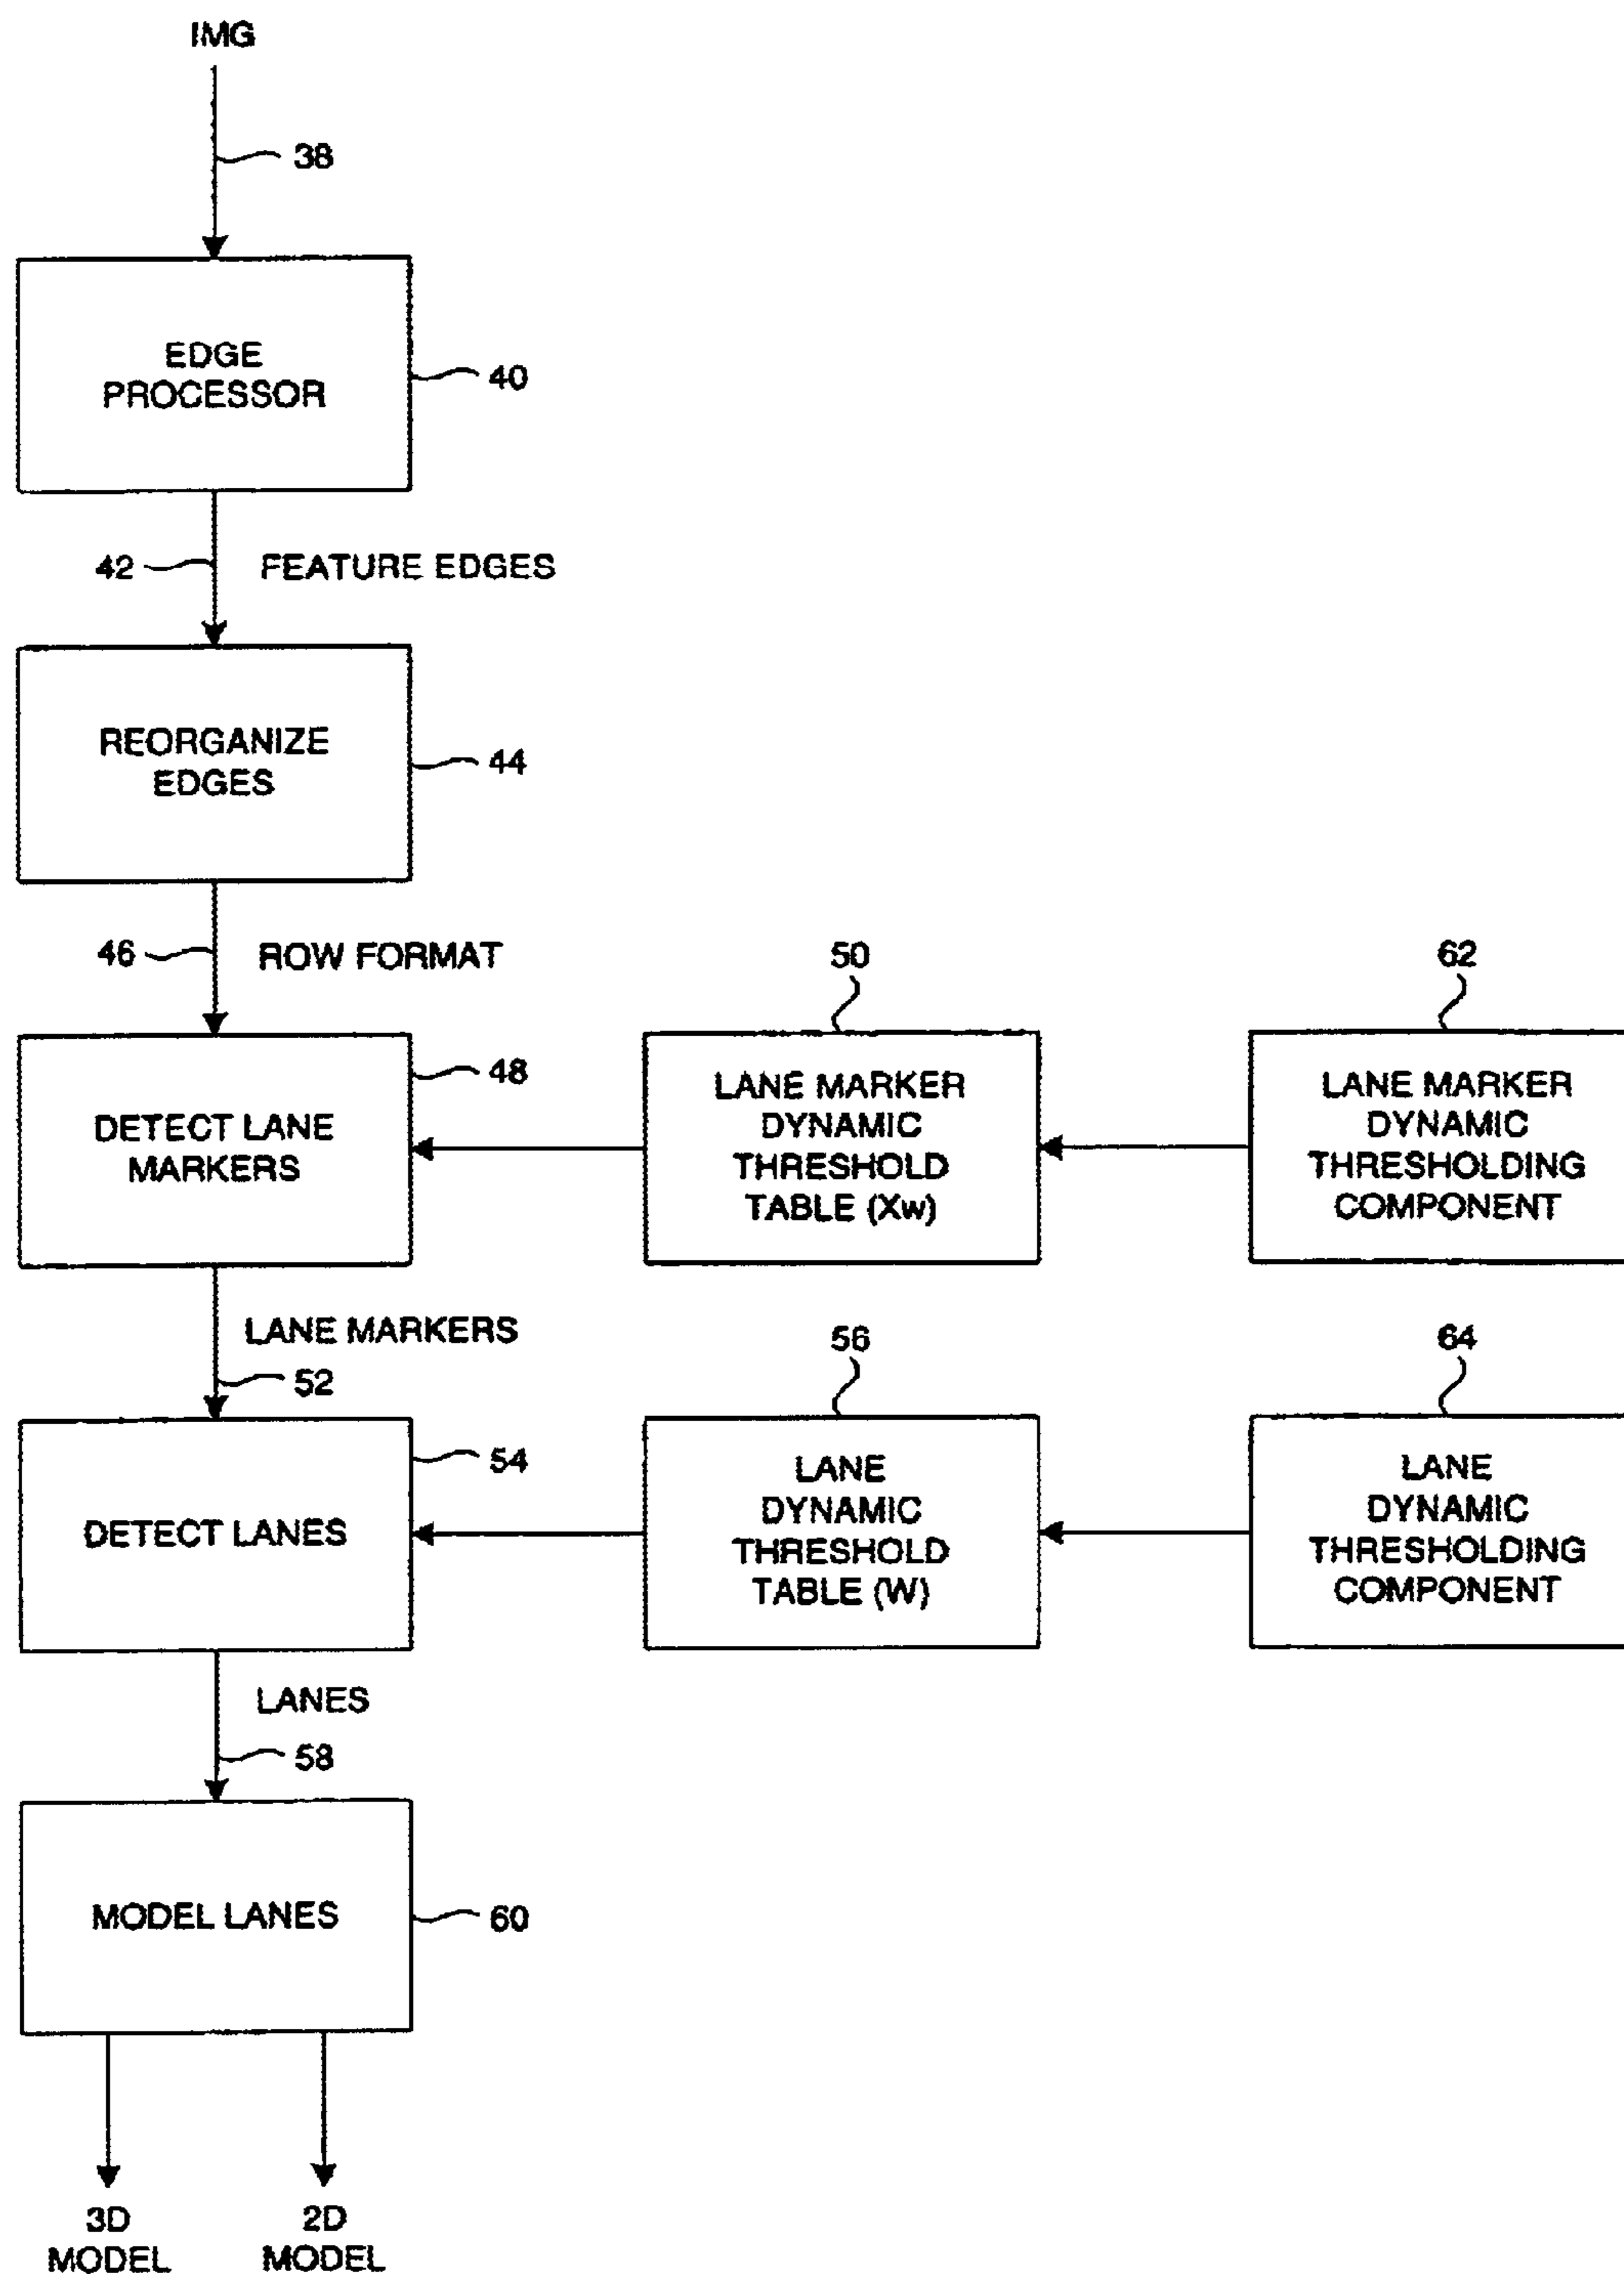 IMG
38
EDGE
PROCESSOR
40
42
FEATURE EDGES
REORGANIZE
EDGES
44
46
ROW FORMAT
50
62
DETECT LANE
MARKERS
48
LANE MARKER
DYNAMIC
THRESHOLD
TABLE (Xw)
LANE MARKER
DYNAMIC
THRESHOLDING
COMPONENT
LANE MARKERS
52
56
64
DETECT LANES
54
LANE
DYNAMIC
THRESHOLD
TABLE (W)
LANE
DYNAMIC
THRESHOLDING
COMPONENT
LANES
58
MODEL LANES
60
3D
MODEL
2D
MODEL